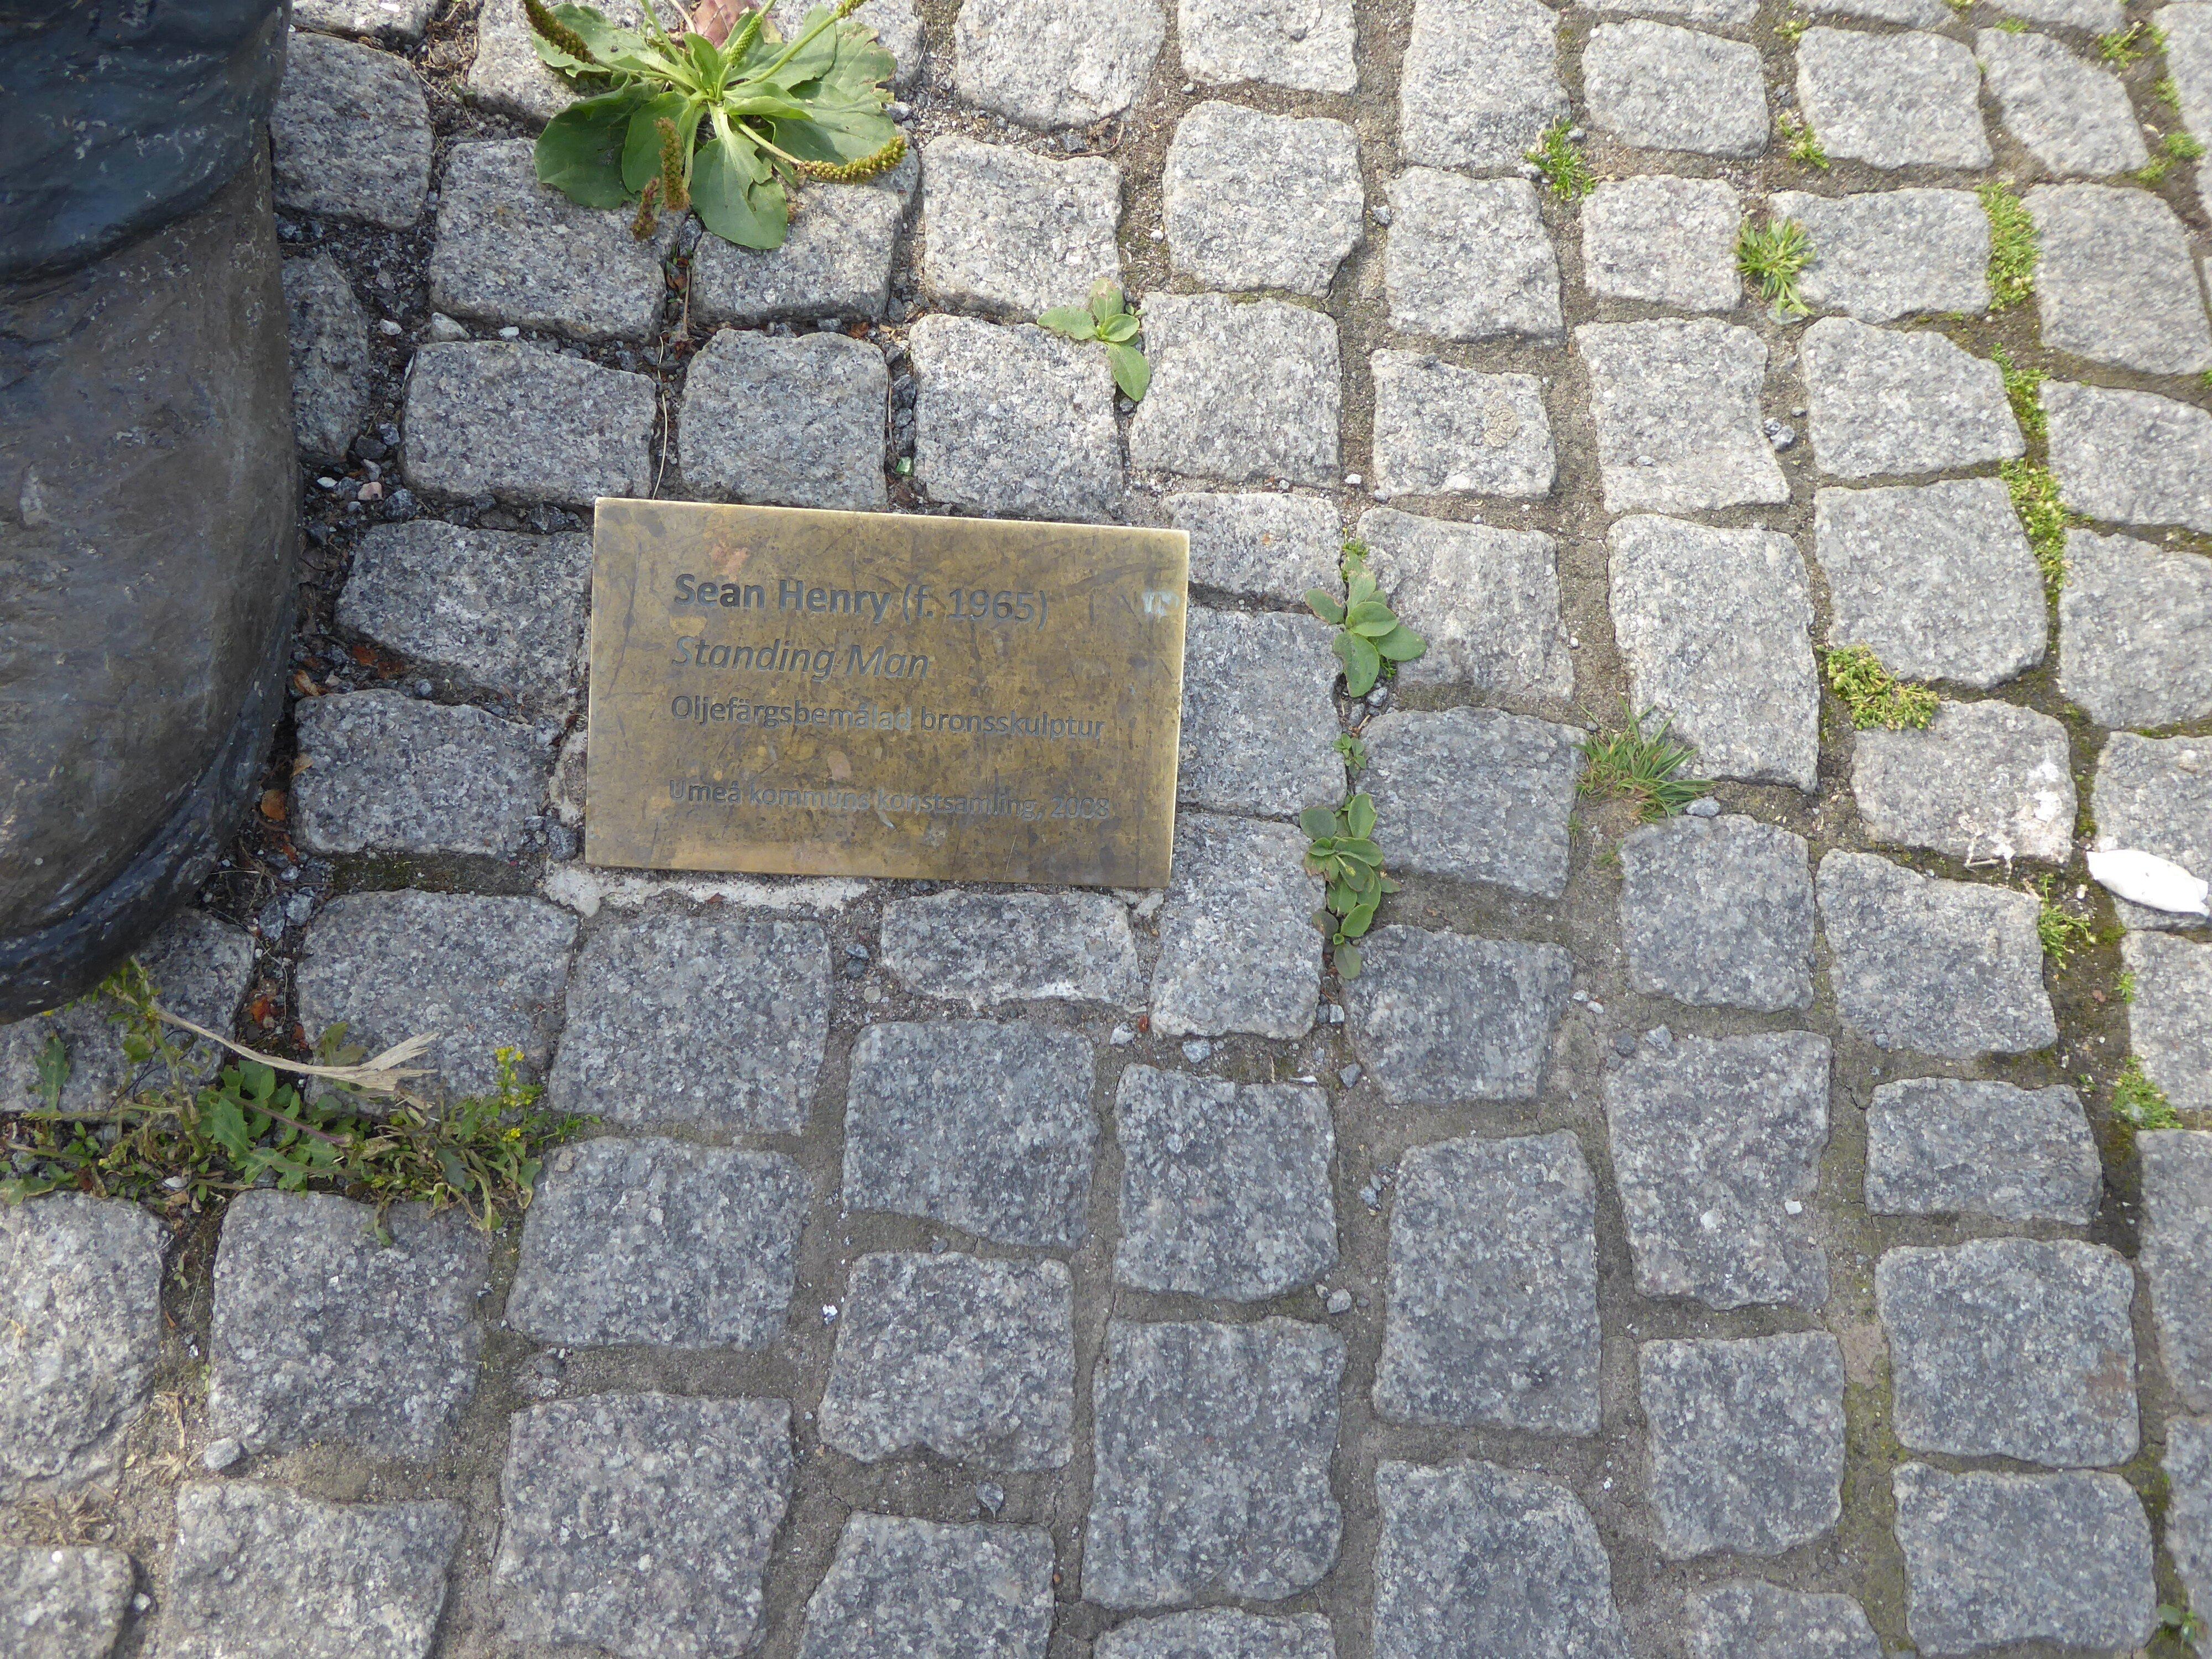 Sean Henry (f. 1965)
Standing Man
Oljefärgsbemålad bronsskulptur
Umeå kommuns konstsamling, 2008